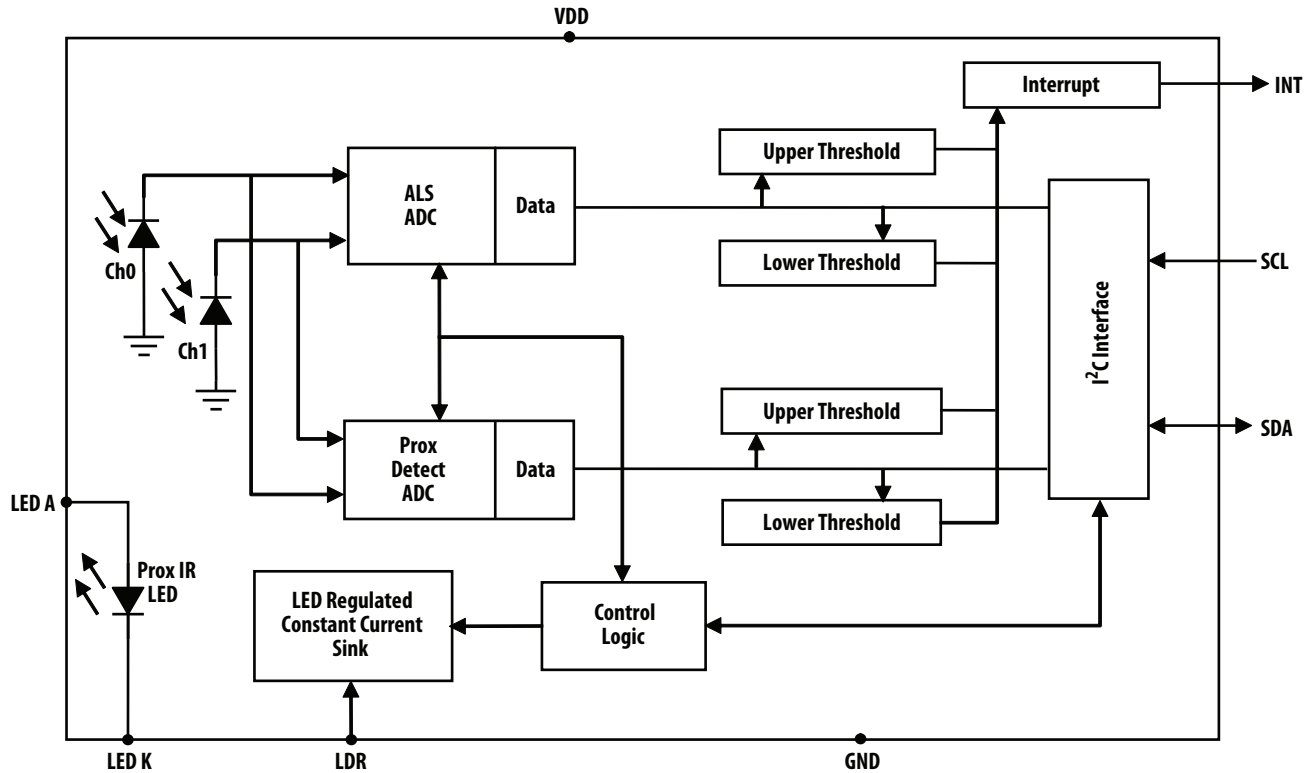 VDD
Interrupt
INT
Upper Threshold
ALS
ADC
Data
Lower Threshold
Ch0
Ch1
SCL
I²C Interface
Upper Threshold
SDA
Prox
Detect
ADC
Data
Lower Threshold
LED A
Prox IR
LED
LED Regulated
Constant Current
Sink
Control
Logic
LED K
LDR
GND